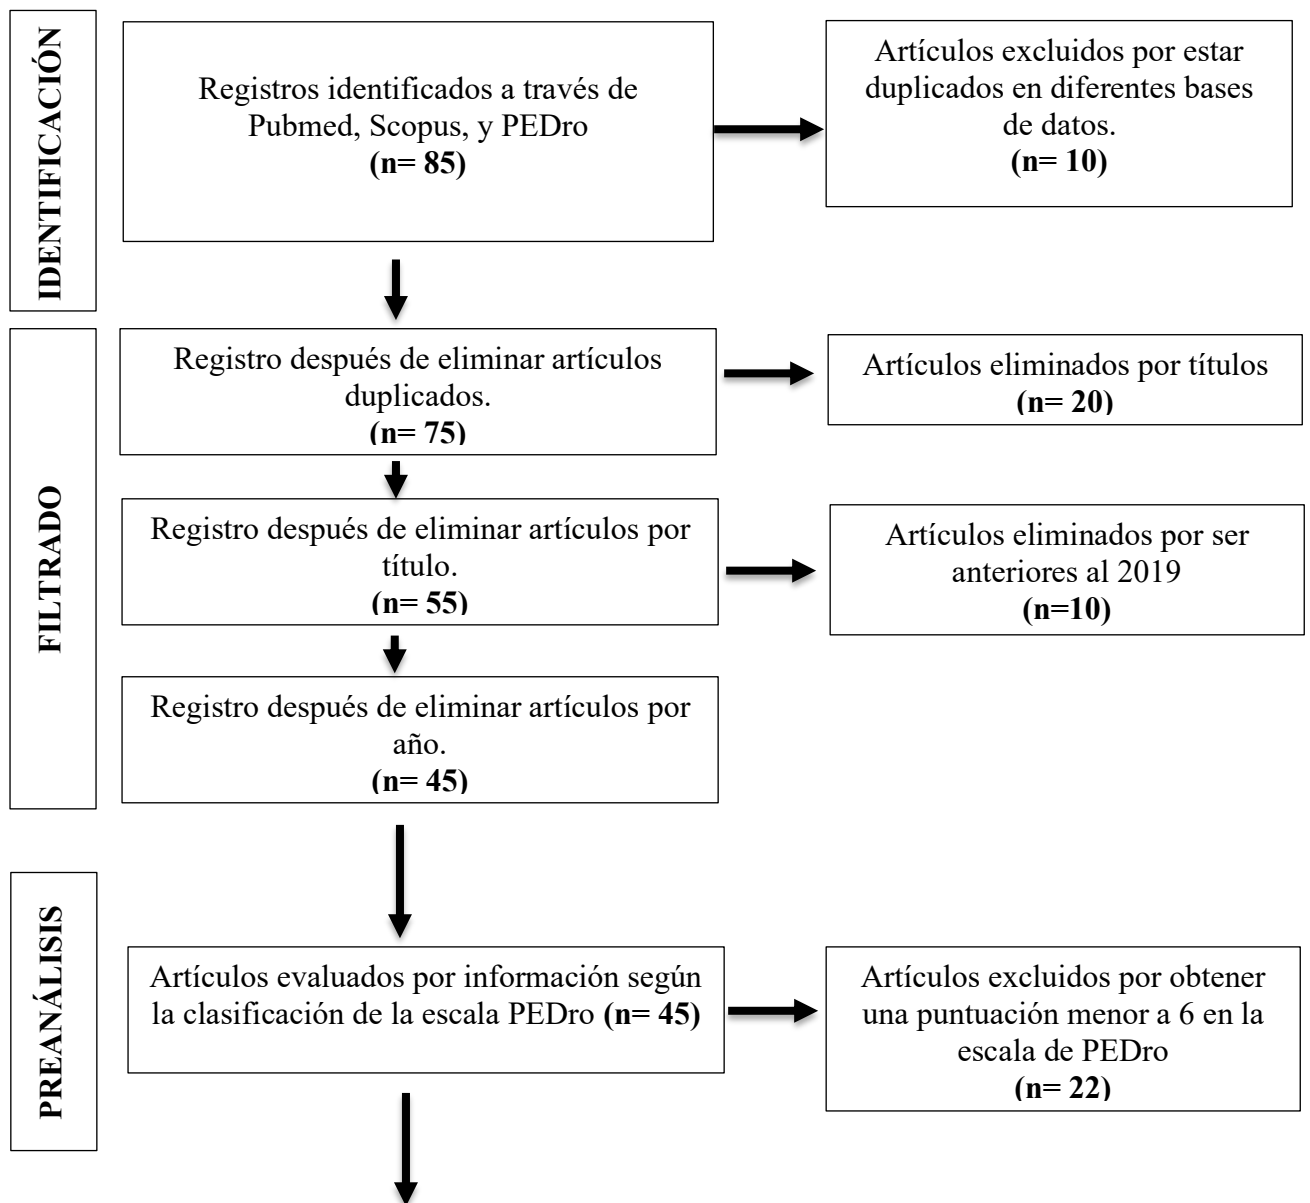 IDENTIFICACIÓN
Registros identificados a través de
Pubmed, Scopus, y PEDro
(n= 85)
Artículos excluidos por estar
duplicados en diferentes bases
de datos.
(n= 10)
FILTRADO
Registro después de eliminar artículos
duplicados.
(n= 75)
Artículos eliminados por títulos
(n= 20)
Registro después de eliminar artículos por
título.
(n= 55)
Artículos eliminados por ser
anteriores al 2019
(n=10)
Registro después de eliminar artículos por
año.
(n= 45)
PREANÁLISIS
Artículos evaluados por información según
la clasificación de la escala PEDro (n= 45)
Artículos excluidos por obtener
una puntuación menor a 6 en la
escala de PEDro
(n= 22)